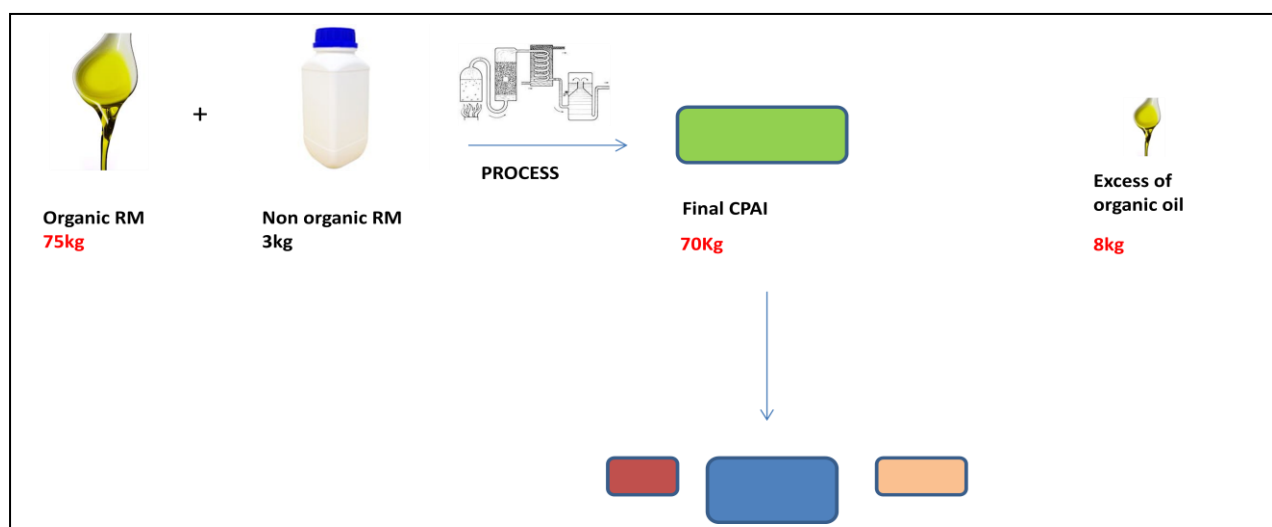 +
PROCESS
Organic RM
75kg
Non organic RM
3kg
Final CPAI
70Kg
Excess of
organic oil
8kg